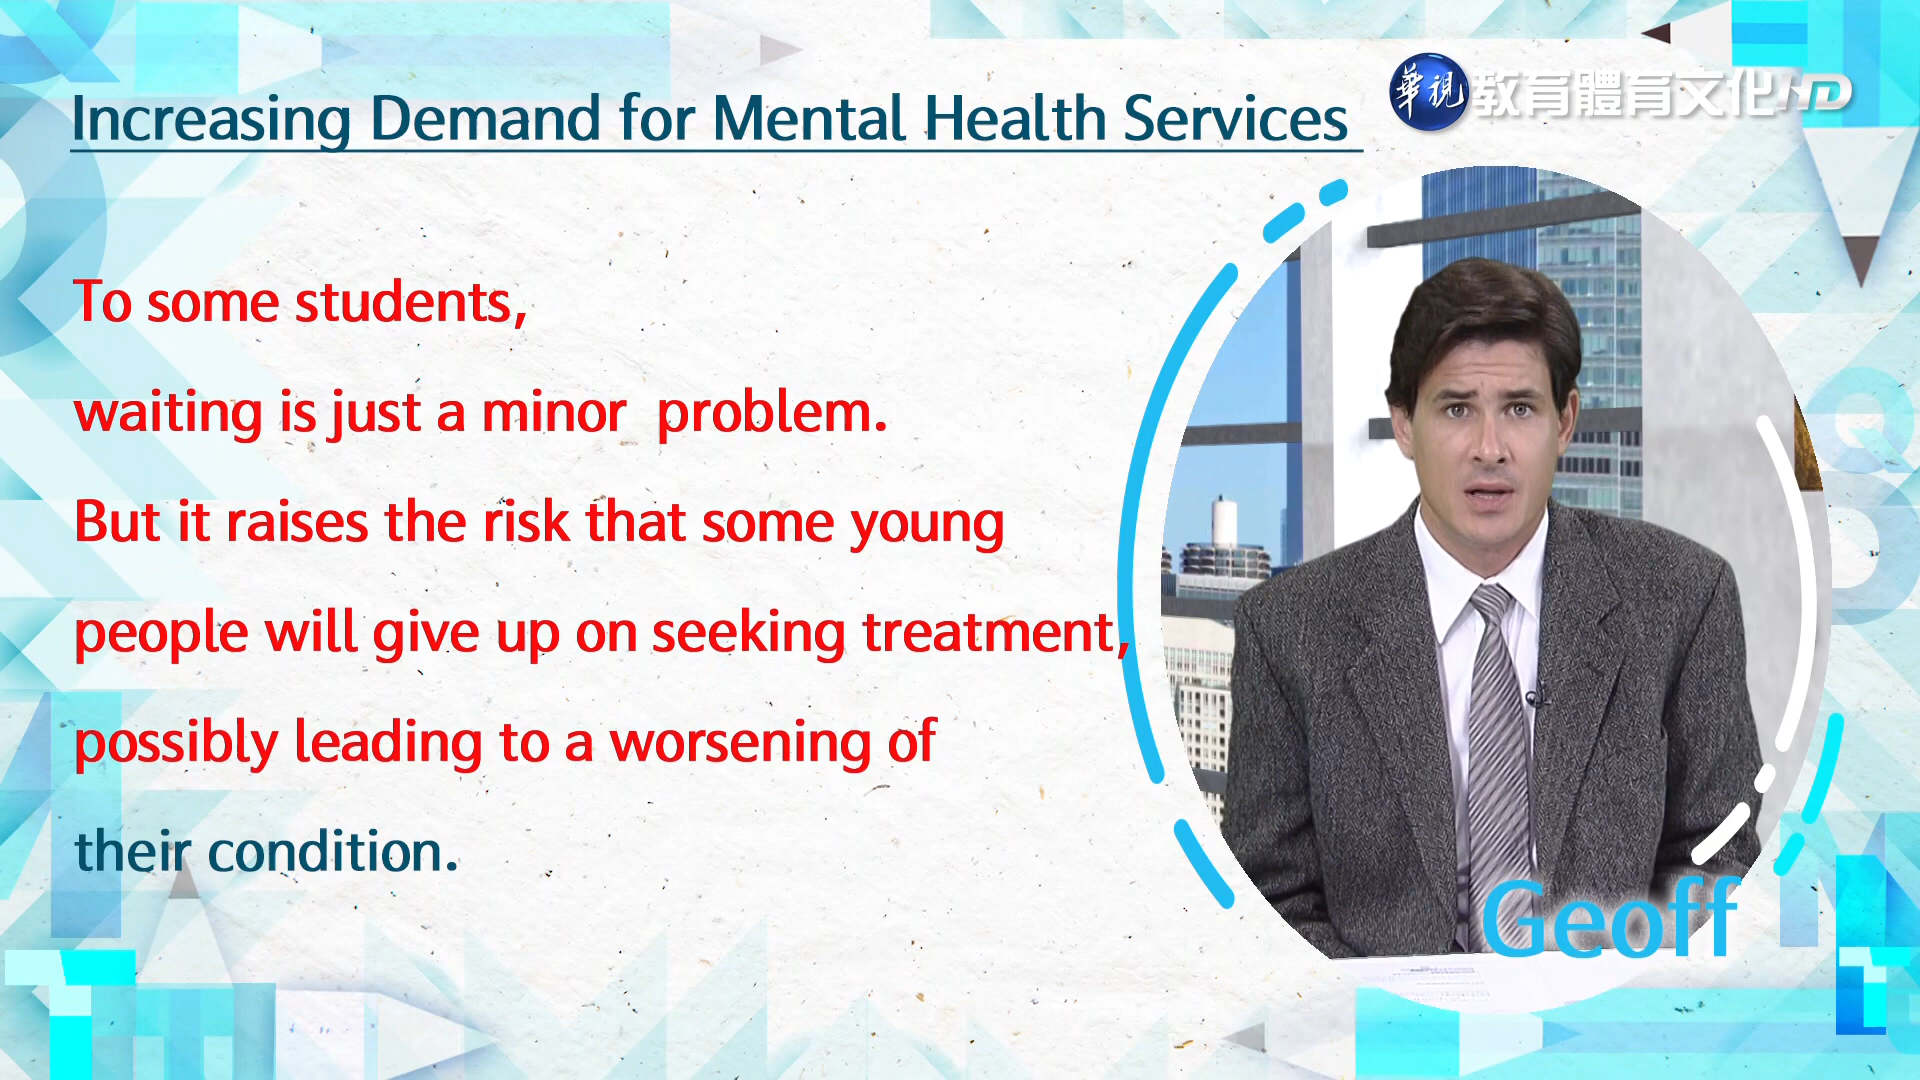 Increasing Demand for Mental Health Services
華視 教育體育文化HD
To some students,
waiting is just a minor  problem.
But it raises the risk that some young
people will give up on seeking treatment,
possibly leading to a worsening of
their condition.
Geoff